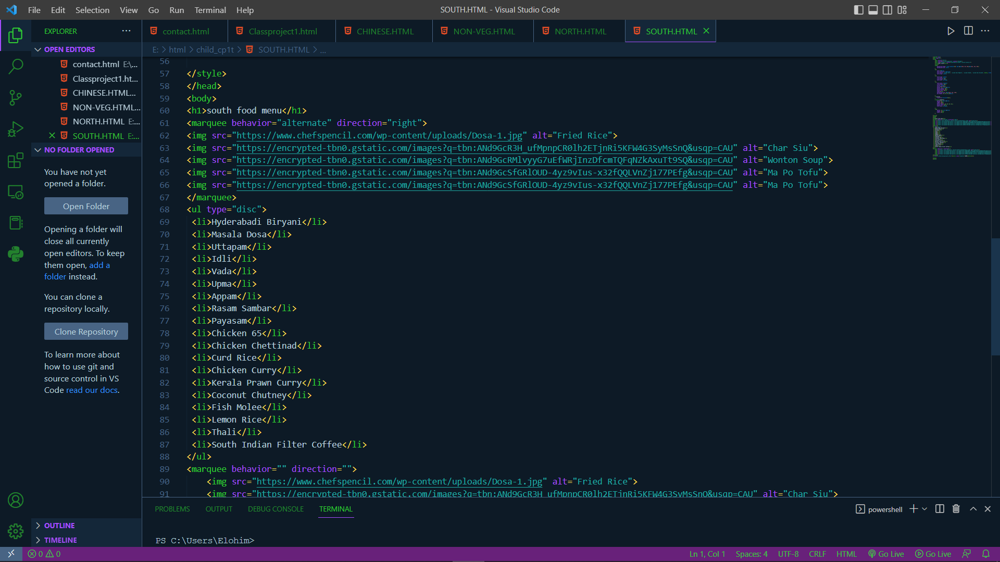 File Edit Selection View Go Run Terminal Help
SOUTH.HTML - Visual Studio Code
EXPLORER ...
contact.html Classproject1.html CHINESE.HTML NON-VEG.HTML NORTH.HTML SOUTH.HTML
OPEN EDITORS
contact.html E:\...
Classproject1.ht...
CHINESE.HTML...
NON-VEG.HTML...
NORTH.HTML E:...
SOUTH.HTML E:...
NO FOLDER OPENED
You have not yet
opened a folder.
Open Folder
Opening a folder will
close all currently
open editors. To keep
them open, add a
folder instead.
You can clone a
repository locally.
Clone Repository
To learn more about
how to use git and
source control in VS
Code read our docs.
OUTLINE
TIMELINE
E: > html > child_cp1t > SOUTH.HTML > ...
56
57 </style>
58 </head>
59 <body>
60 <h1>south food menu</h1>
61 <marquee behavior="alternate" direction="right">
62 <img src="https://www.chefspencil.com/wp-content/uploads/Dosa-1.jpg" alt="Fried Rice">
63 <img src="https://encrypted-tbn0.gstatic.com/images?q=tbn:ANd9GcR3H_ufMpnpCR0lh2ETjnRi5KFW4G3SyMsSnQ&usqp=CAU" alt="Char Siu">
64 <img src="https://encrypted-tbn0.gstatic.com/images?q=tbn:ANd9GcRMlvyyG7uEfWRjInzDfcmTQFqNZkAxuTt9SQ&usqp=CAU" alt="Wonton Soup">
65 <img src="https://encrypted-tbn0.gstatic.com/images?q=tbn:ANd9GcSfGRlOUD-4yz9vIus-x32fQQLVnZj177PEfg&usqp=CAU" alt="Ma Po Tofu">
66 <img src="https://encrypted-tbn0.gstatic.com/images?q=tbn:ANd9GcSfGRlOUD-4yz9vIus-x32fQQLVnZj177PEfg&usqp=CAU" alt="Ma Po Tofu">
67 </marquee>
68 <ul type="disc">
69 <li>Hyderabadi Biryani</li>
70 <li>Masala Dosa</li>
71 <li>Uttapam</li>
72 <li>Idli</li>
73 <li>Vada</li>
74 <li>Upma</li>
75 <li>Appam</li>
76 <li>Rasam Sambar</li>
77 <li>Payasam</li>
78 <li>Chicken 65</li>
79 <li>Chicken Chettinad</li>
80 <li>Curd Rice</li>
81 <li>Chicken Curry</li>
82 <li>Kerala Prawn Curry</li>
83 <li>Coconut Chutney</li>
84 <li>Fish Molee</li>
85 <li>Lemon Rice</li>
86 <li>Thali</li>
87 <li>South Indian Filter Coffee</li>
88 </ul>
89 <marquee behavior="" direction="">
90 <img src="https://www.chefspencil.com/wp-content/uploads/Dosa-1.jpg" alt="Fried Rice">
91 <img src="https://encrypted-tbn0.gstatic.com/images?q=tbn:ANd9GcR3H_ufMpnpCR0lh2ETjnRi5KFW4G3SyMsSnQ&usqp=CAU" alt="Char Siu">
PROBLEMS OUTPUT DEBUG CONSOLE TERMINAL
powershell
PS C:\Users\Elohim>
0 0
Ln 1, Col 1 Spaces: 4 UTF-8 CRLF HTML Go Live Go Live